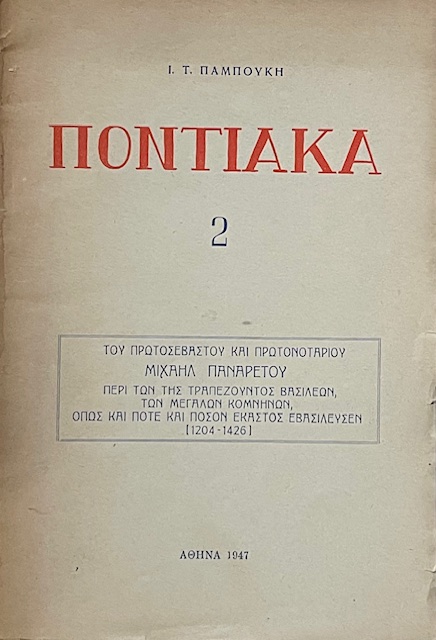 Ι. Τ. ΠΑΜΠΟΥΚΗ
ΠΟΝΤΙΑΚΑ
2
ΤΟΥ ΠΡΩΤΟΣΕΒΑΣΤΟΥ ΚΑΙ ΠΡΩΤΟΝΟΤΑΡΙΟΥ
ΜΙΧΑΗΛ ΠΑΝΑΡΕΤΟΥ
ΠΕΡΙ ΤΩΝ ΤΗΣ ΤΡΑΠΕΖΟΥΝΤΟΣ ΒΑΣΙΛΕΩΝ,
ΤΩΝ ΜΕΓΑΛΩΝ ΚΟΜΝΗΝΩΝ,
ΟΠΩΣ ΚΑΙ ΠΟΤΕ ΚΑΙ ΠΟΣΟΝ ΕΚΑΣΤΟΣ ΕΒΑΣΙΛΕΥΣΕΝ
[1204-1426]
ΑΘΗΝΑ 1947